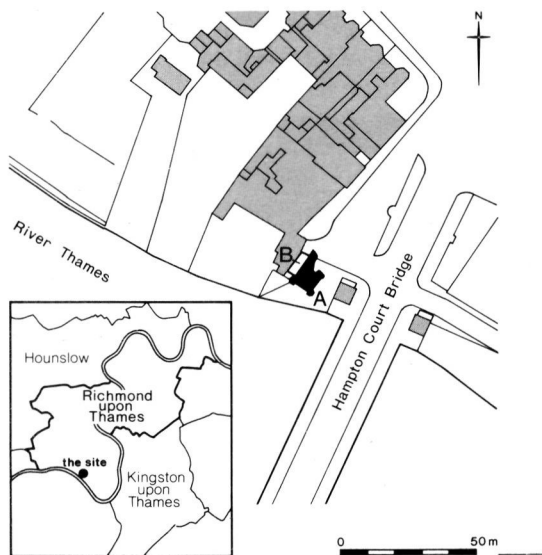 N
River Thames
B
A
Hampton Court Bridge
Hounslow
Richmond
upon
Thames
the site
Kingston
upon
Thames
0
50 m